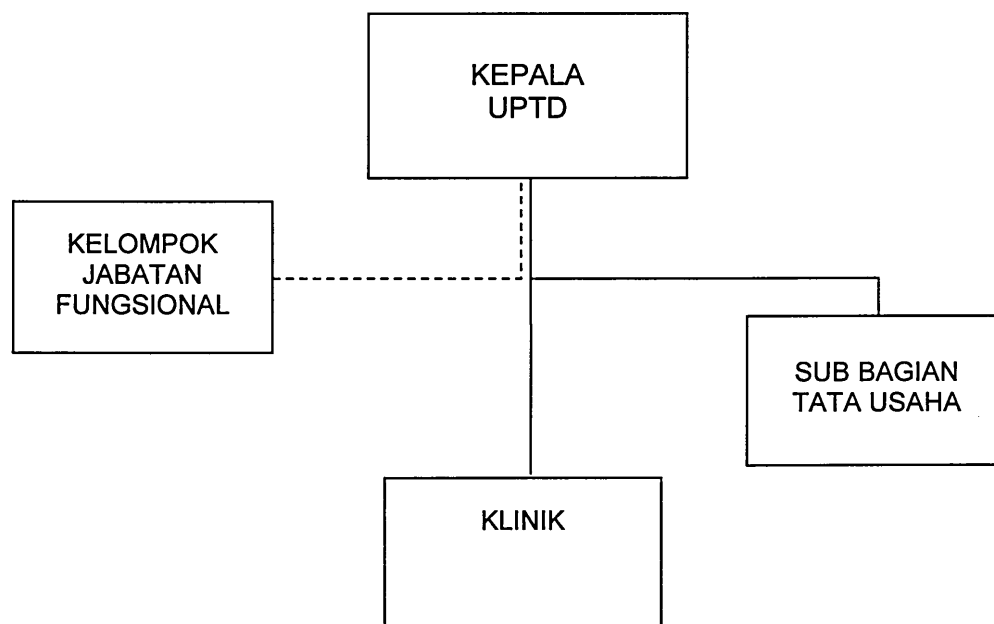 KEPALA
UPTD
KELOMPOK
JABATAN
FUNGSIONAL
SUB BAGIAN
TATA USAHA
KLINIK